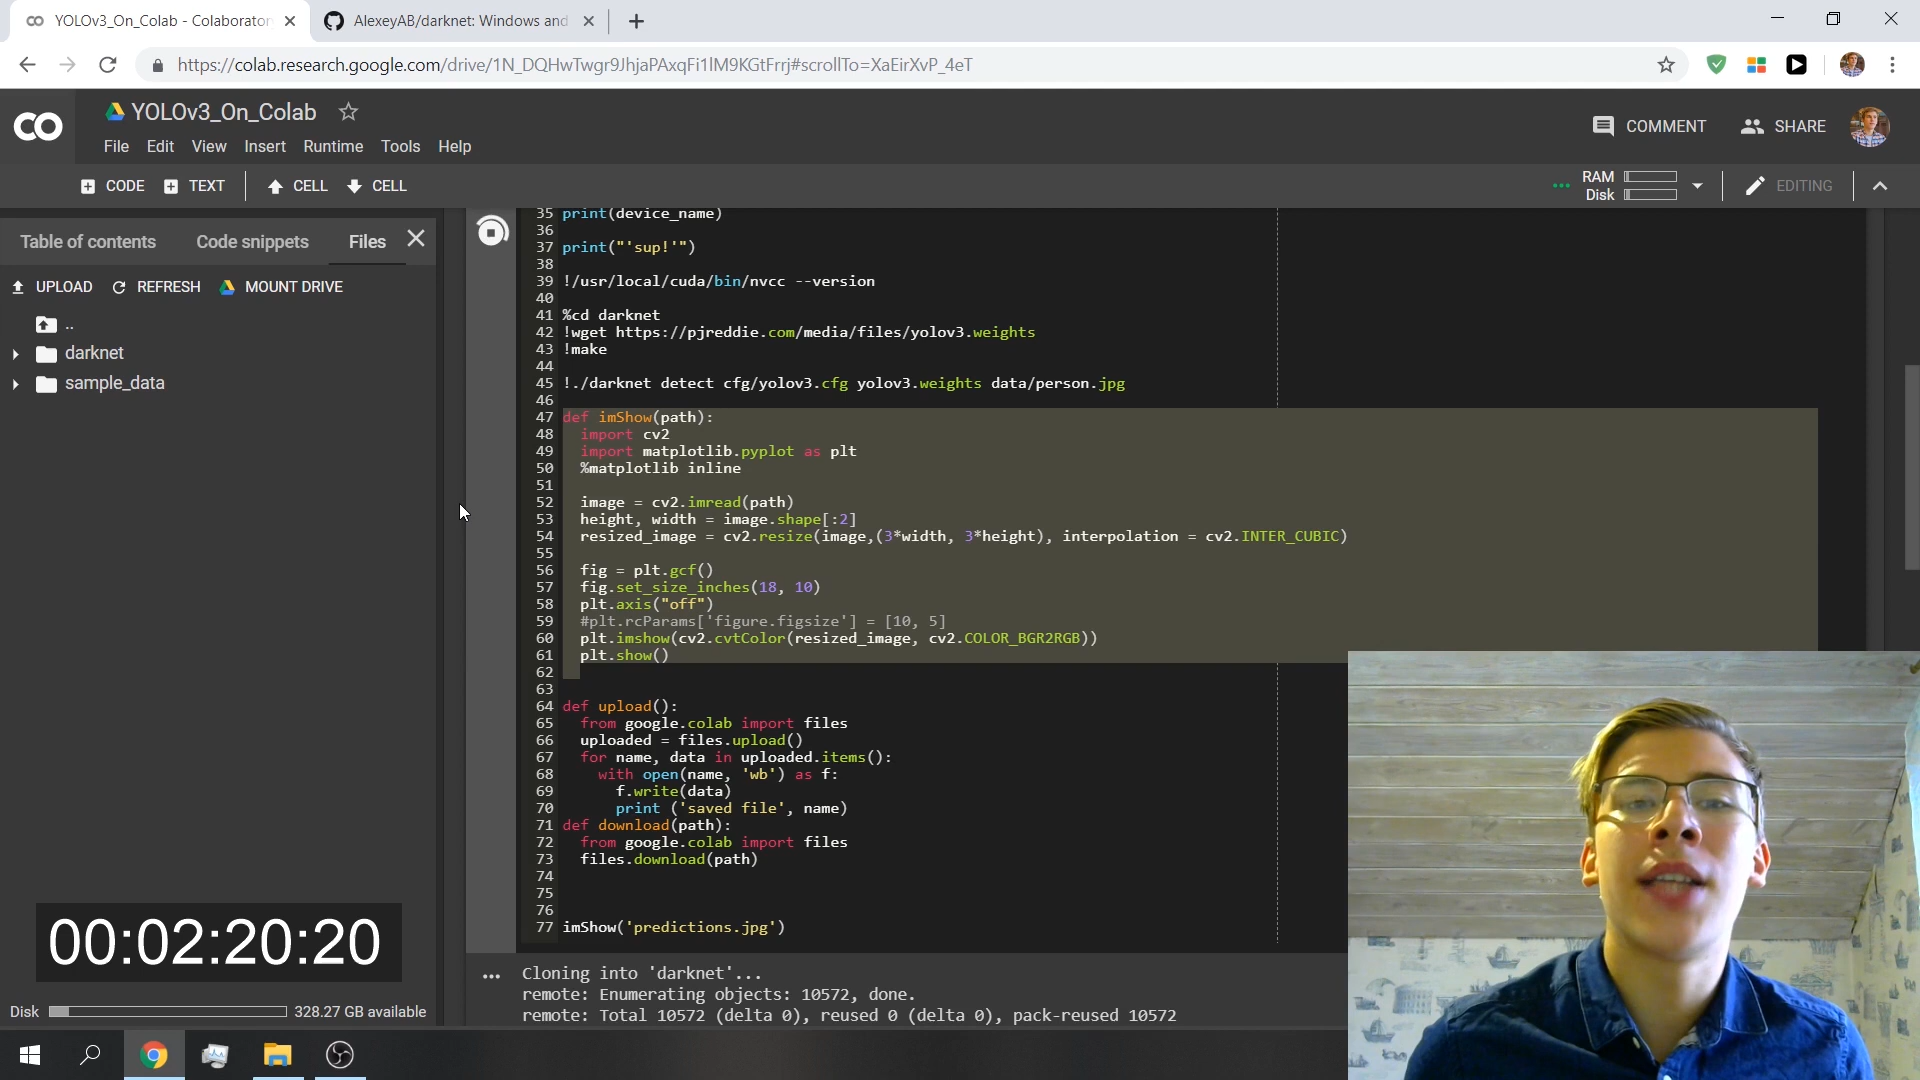 YOLOv3_On_Colab - Colaborator
AlexeyAB/darknet: Windows and
https://colab.research.google.com/drive/1N_DQHwTwgr9JhjaPAxqFi1lM9KGtFrrj#scrollTo=XaEirXvP_4eT
CO
YOLOv3_On_Colab
COMMENT
SHARE
File Edit View Insert Runtime Tools Help
CODE TEXT CELL CELL
RAM
Disk
EDITING
Table of contents Code snippets Files
UPLOAD REFRESH MOUNT DRIVE
..
darknet
sample_data
35 print(device_name)
36
37 print("'sup!'")
38
39 !/usr/local/cuda/bin/nvcc --version
40
41 %cd darknet
42 !wget https://pjreddie.com/media/files/yolov3.weights
43 !make
44
45 !./darknet detect cfg/yolov3.cfg yolov3.weights data/person.jpg
46
47 def imShow(path):
48 import cv2
49 import matplotlib.pyplot as plt
50 %matplotlib inline
51
52 image = cv2.imread(path)
53 height, width = image.shape[:2]
54 resized_image = cv2.resize(image,(3*width, 3*height), interpolation = cv2.INTER_CUBIC)
55
56 fig = plt.gcf()
57 fig.set_size_inches(18, 10)
58 plt.axis("off")
59 #plt.rcParams['figure.figsize'] = [10, 5]
60 plt.imshow(cv2.cvtColor(resized_image, cv2.COLOR_BGR2RGB))
61 plt.show()
62
63
64 def upload():
65 from google.colab import files
66 uploaded = files.upload()
67 for name, data in uploaded.items():
68 with open(name, 'wb') as f:
69 f.write(data)
70 print ('saved file', name)
71 def download(path):
72 from google.colab import files
73 files.download(path)
74
75
76
77 imShow('predictions.jpg')
00:02:20:20
Disk 328.27 GB available
Cloning into 'darknet'...
remote: Enumerating objects: 10572, done.
remote: Total 10572 (delta 0), reused 0 (delta 0), pack-reused 10572